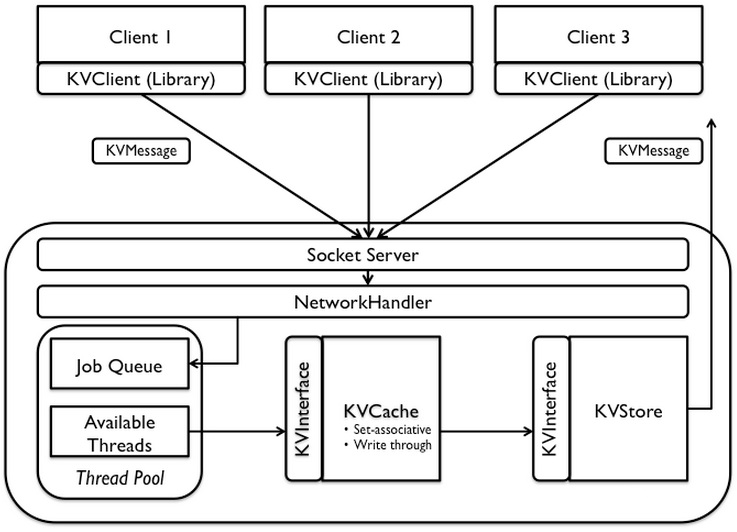 Client 1
Client 2
Client 3
KVClient (Library)
KVClient (Library)
KVClient (Library)
KVMessage
KVMessage
Socket Server
NetworkHandler
Job Queue
Available
Threads
Thread Pool
KVInterface
KVCache
• Set-associative
• Write through
KVInterface
KVStore